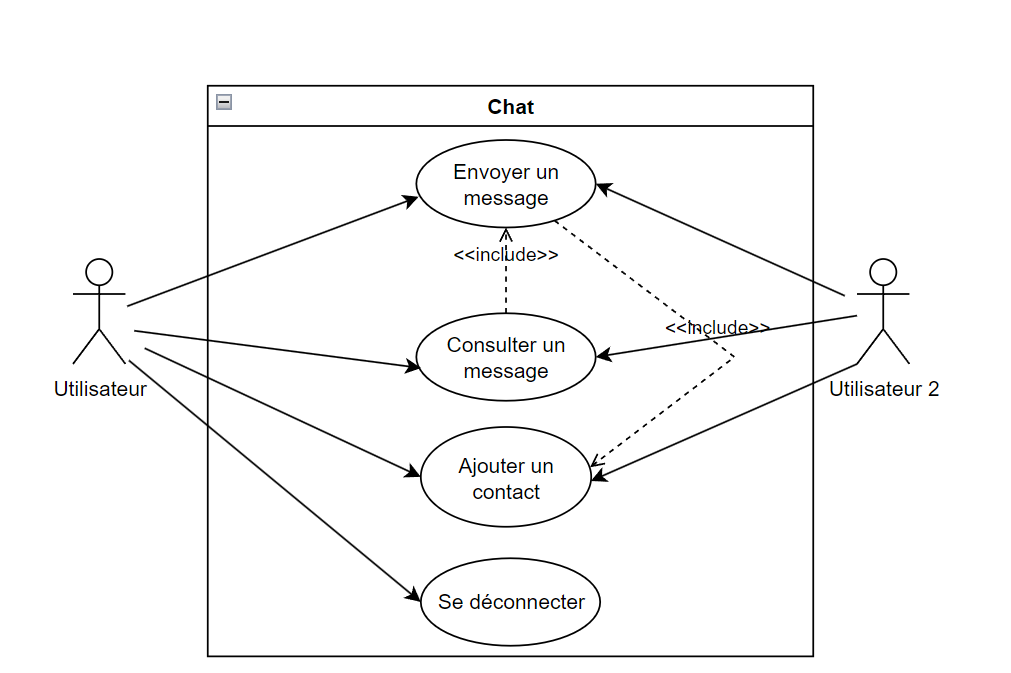 Chat
Envoyer un
message
<<include>>
<<include>>
Consulter un
message
Utilisateur
Utilisateur 2
Ajouter un
contact
Se déconnecter